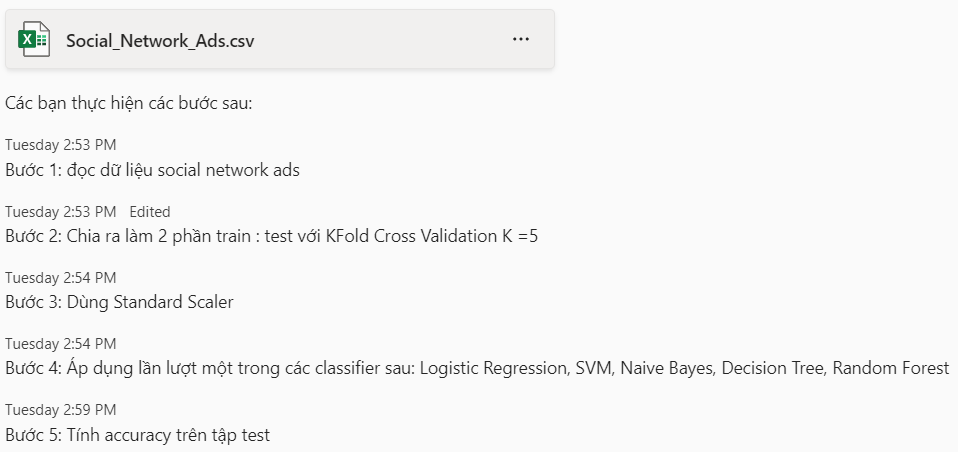 Social_Network_Ads.csv
Các bạn thực hiện các bước sau:
Tuesday 2:53 PM
Bước 1: đọc dữ liệu social network ads
Tuesday 2:53 PM Edited
Bước 2: Chia ra làm 2 phần train : test với KFold Cross Validation K =5
Tuesday 2:54 PM
Bước 3: Dùng Standard Scaler
Tuesday 2:54 PM
Bước 4: Áp dụng lần lượt một trong các classifier sau: Logistic Regression, SVM, Naive Bayes, Decision Tree, Random Forest
Tuesday 2:59 PM
Bước 5: Tính accuracy trên tập test